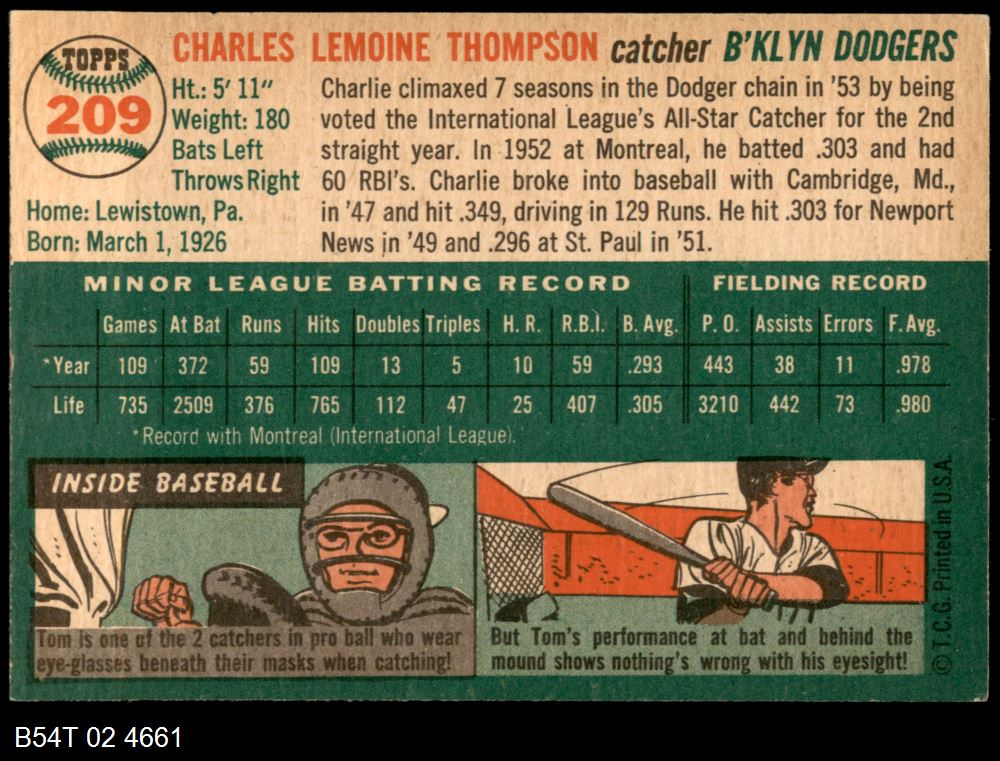 TOPPS
209
CHARLES LEMOINE THOMPSON catcher B'KLYN DODGERS
Ht.: 5' 11"
Weight: 180
Bats Left
Throws Right
Home: Lewistown, Pa.
Born: March 1, 1926
Charlie climaxed 7 seasons in the Dodger chain in '53 by being
voted the International League's All-Star Catcher for the 2nd
straight year. In 1952 at Montreal, he batted .303 and had
60 RBI's. Charlie broke into baseball with Cambridge, Md.,
in '47 and hit .349, driving in 129 Runs. He hit .303 for Newport
News in '49 and .296 at St. Paul in '51.
MINOR LEAGUE BATTING RECORD FIELDING RECORD
Games At Bat Runs Hits Doubles Triples H. R. R.B.I. B. Avg. P. O. Assists Errors F. Avg.
*Year 109 372 59 109 13 5 10 59 .293 443 38 11 .978
Life 735 2509 376 765 112 47 25 407 .305 3210 442 73 .980
*Record with Montreal (International League).
INSIDE BASEBALL
Tom is one of the 2 catchers in pro ball who wear
eye-glasses beneath their masks when catching!
But Tom's performance at bat and behind the
mound shows nothing's wrong with his eyesight!
© T.C.G. Printed in U.S.A.
B54T 02 4661